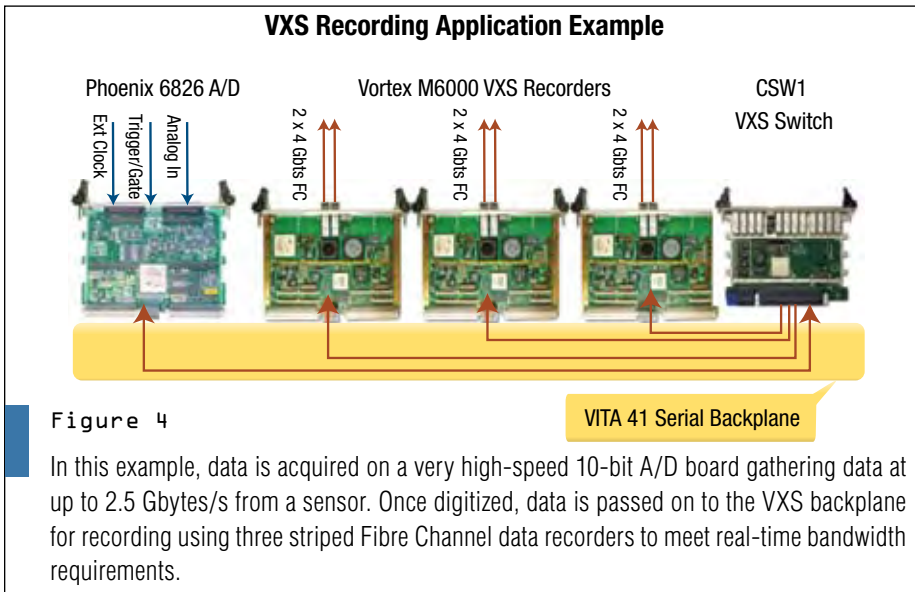 VXS Recording Application Example
Phoenix 6826 A/D
Vortex M6000 VXS Recorders
CSW1
VXS Switch
Ext Clock
Trigger/Gate
Analog In
2 x 4 Gbts FC
2 x 4 Gbts FC
2 x 4 Gbts FC
VITA 41 Serial Backplane
Figure 4
In this example, data is acquired on a very high-speed 10-bit A/D board gathering data at
up to 2.5 Gbytes/s from a sensor. Once digitized, data is passed on to the VXS backplane
for recording using three striped Fibre Channel data recorders to meet real-time bandwidth
requirements.